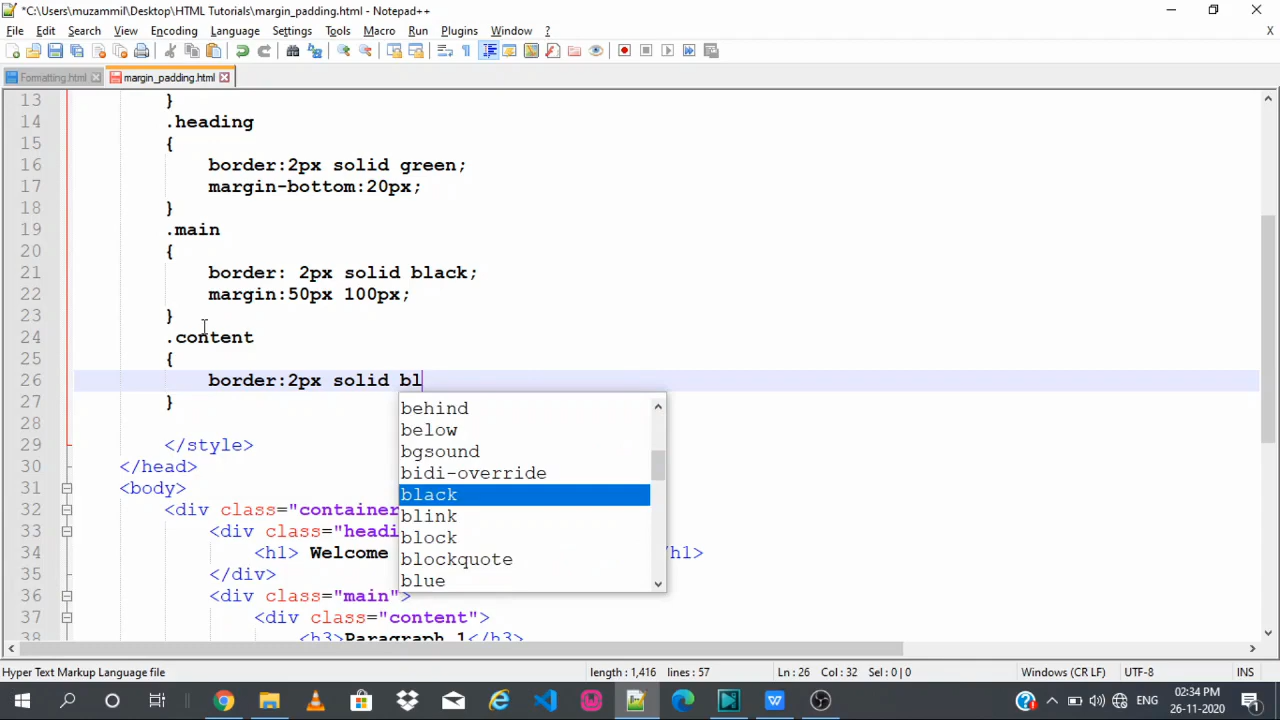 *C:\Users\muzammil\Desktop\HTML Tutorials\margin_padding.html - Notepad++
File Edit Search View Encoding Language Settings Tools Macro Run Plugins Window ? X
Formatting.html margin_padding.html
13 }
14 .heading
15 {
16 border:2px solid green;
17 margin-bottom:20px;
18 }
19 .main
20 {
21 border: 2px solid black;
22 margin:50px 100px;
23 }
24 .content
25 {
26 border:2px solid bl
27 }
behind
28
below
29 </style>
bgsound
30 </head>
bidi-override
31 <body>
black
32 <div class="container
blink
33 <div class="headi
block
34 <h1> Welcome /h1>
blockquote
35 </div>
blue
36 <div class="main">
37 <div class="content">
38 <h3>Paragraph 1</h3>
Hyper Text Markup Language file length : 1,416 lines : 57 Ln : 26 Col : 32 Sel : 0 | 0 Windows (CR LF) UTF-8 INS
ENG 02:34 PM
26-11-2020